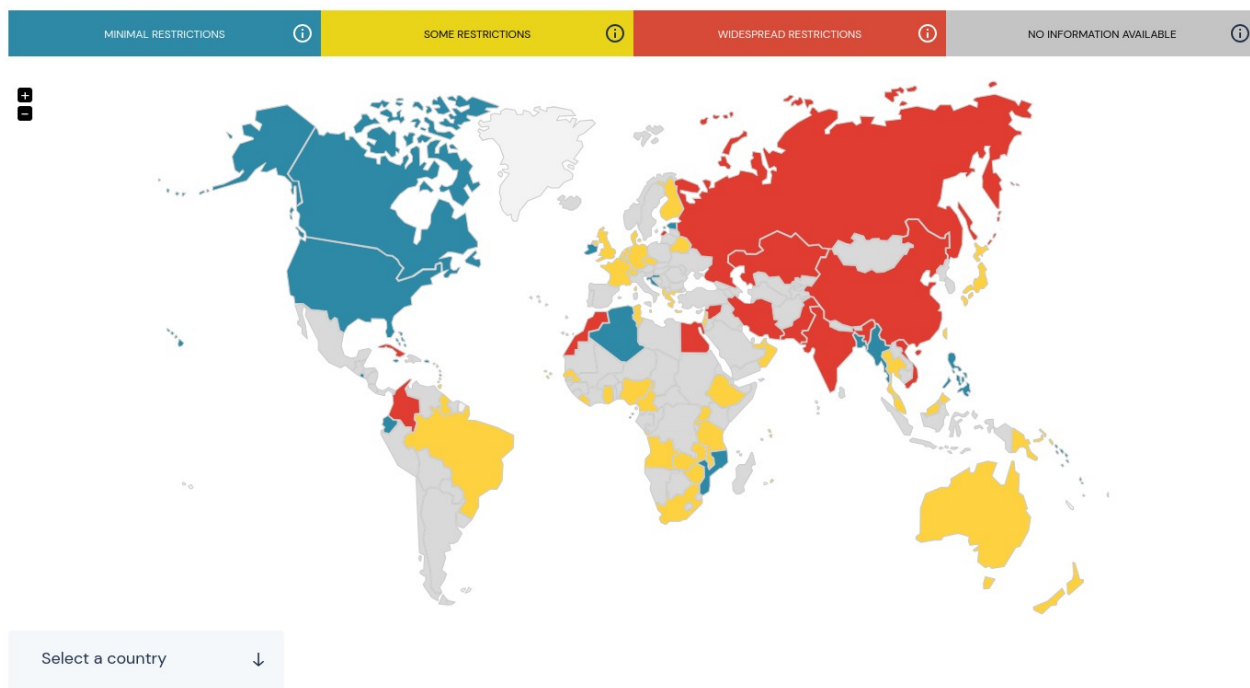 MINIMAL RESTRICTIONS
SOME RESTRICTIONS
WIDESPREAD RESTRICTIONS
NO INFORMATION AVAILABLE
+
−
Select a country ↓